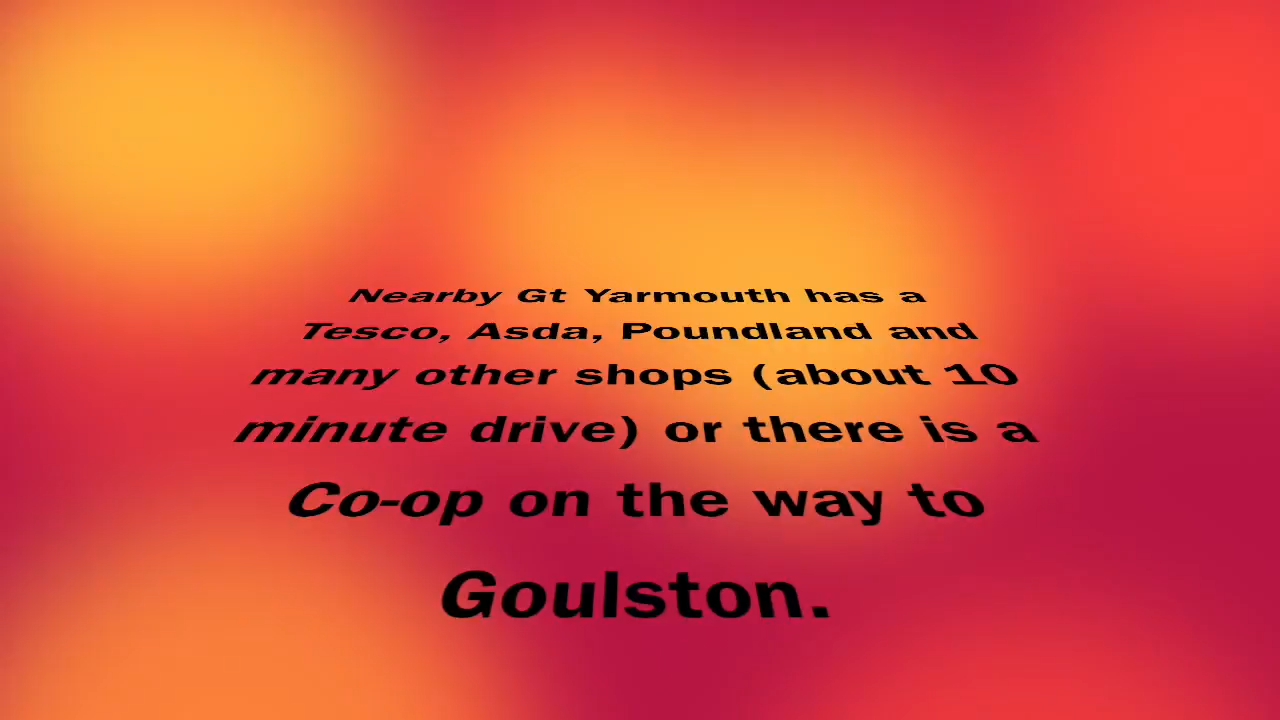 Nearby Gt Yarmouth has a
Tesco, Asda, Poundland and
many other shops (about 10
minute drive) or there is a
Co-op on the way to
Goulston.